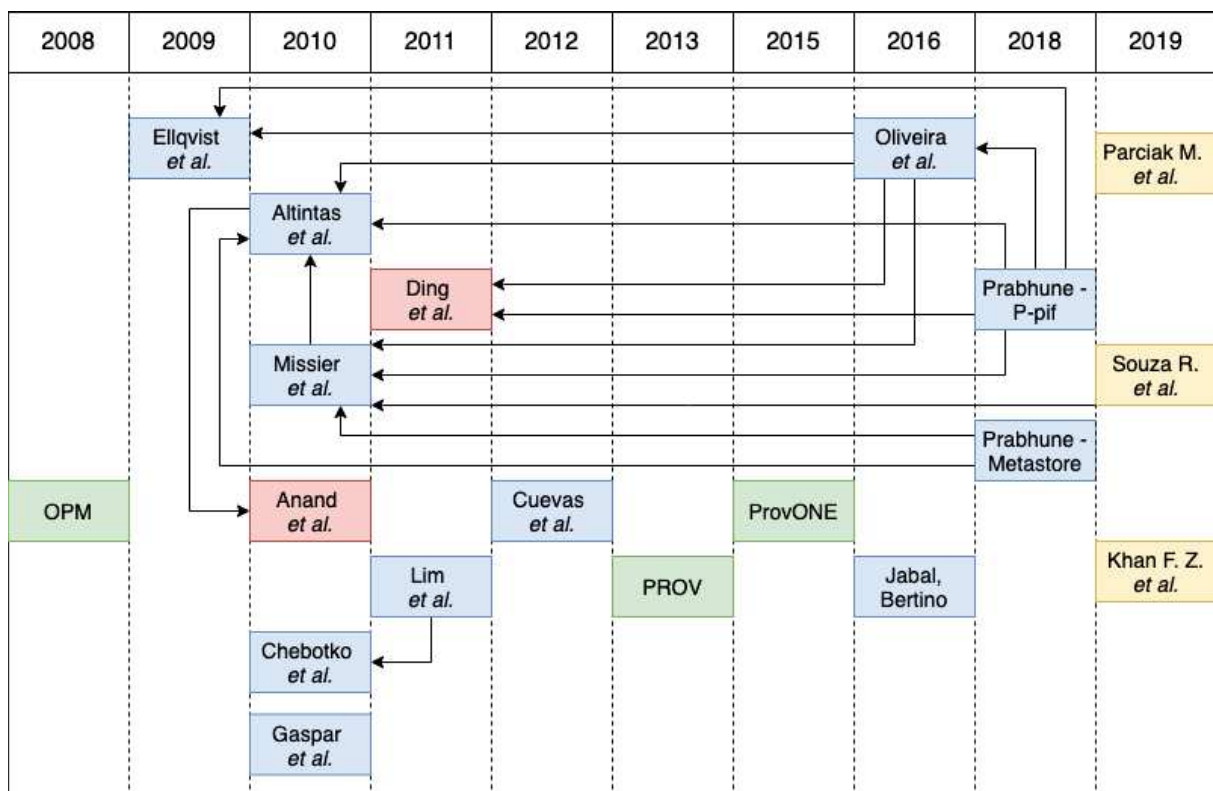 2008 2009 2010 2011 2012 2013 2015 2016 2018 2019
Ellqvist
et al.
Oliveira
et al.
Parciak M.
et al.
Altintas
et al.
Ding
et al.
Prabhune -
P-pif
Missier
et al.
Souza R.
et al.
Prabhune -
Metastore
OPM
Anand
et al.
Cuevas
et al.
ProvONE
Lim
et al.
PROV
Jabal,
Bertino
Khan F. Z.
et al.
Chebotko
et al.
Gaspar
et al.